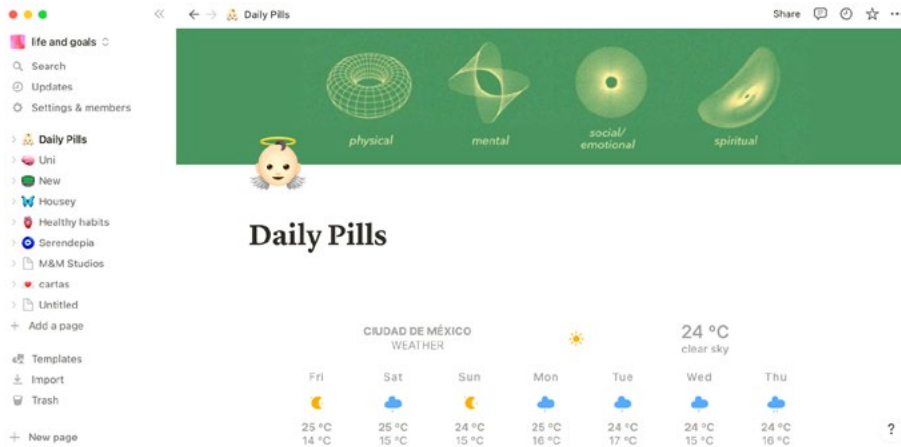 Daily Pills
Share
life and goals
Search
Updates
Settings & members
Daily Pills
Uni
New
Housey
Healthy habits
Serendepia
M&M Studios
cartas
Untitled
Add a page
Templates
Import
Trash
New page
physical
mental
social/
emotional
spiritual
Daily Pills
CIUDAD DE MÉXICO
WEATHER
24 °C
clear sky
Fri Sat Sun Mon Tue Wed Thu
25 °C 25 °C 24 °C 25 °C 24 °C 24 °C 24 °C
14 °C 15 °C 15 °C 16 °C 17 °C 15 °C 16 °C
?